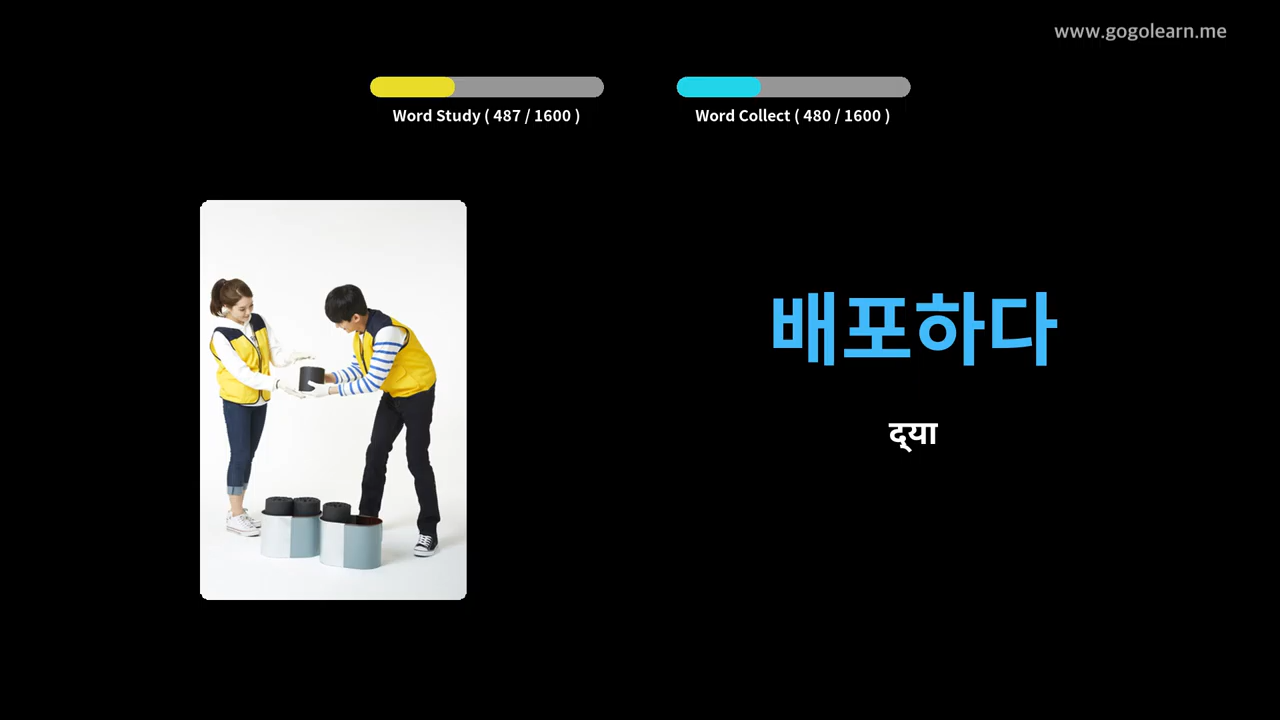 www.gogolearn.me
Word Study ( 487 / 1600 )
Word Collect ( 480 / 1600 )
배포하다
द्या